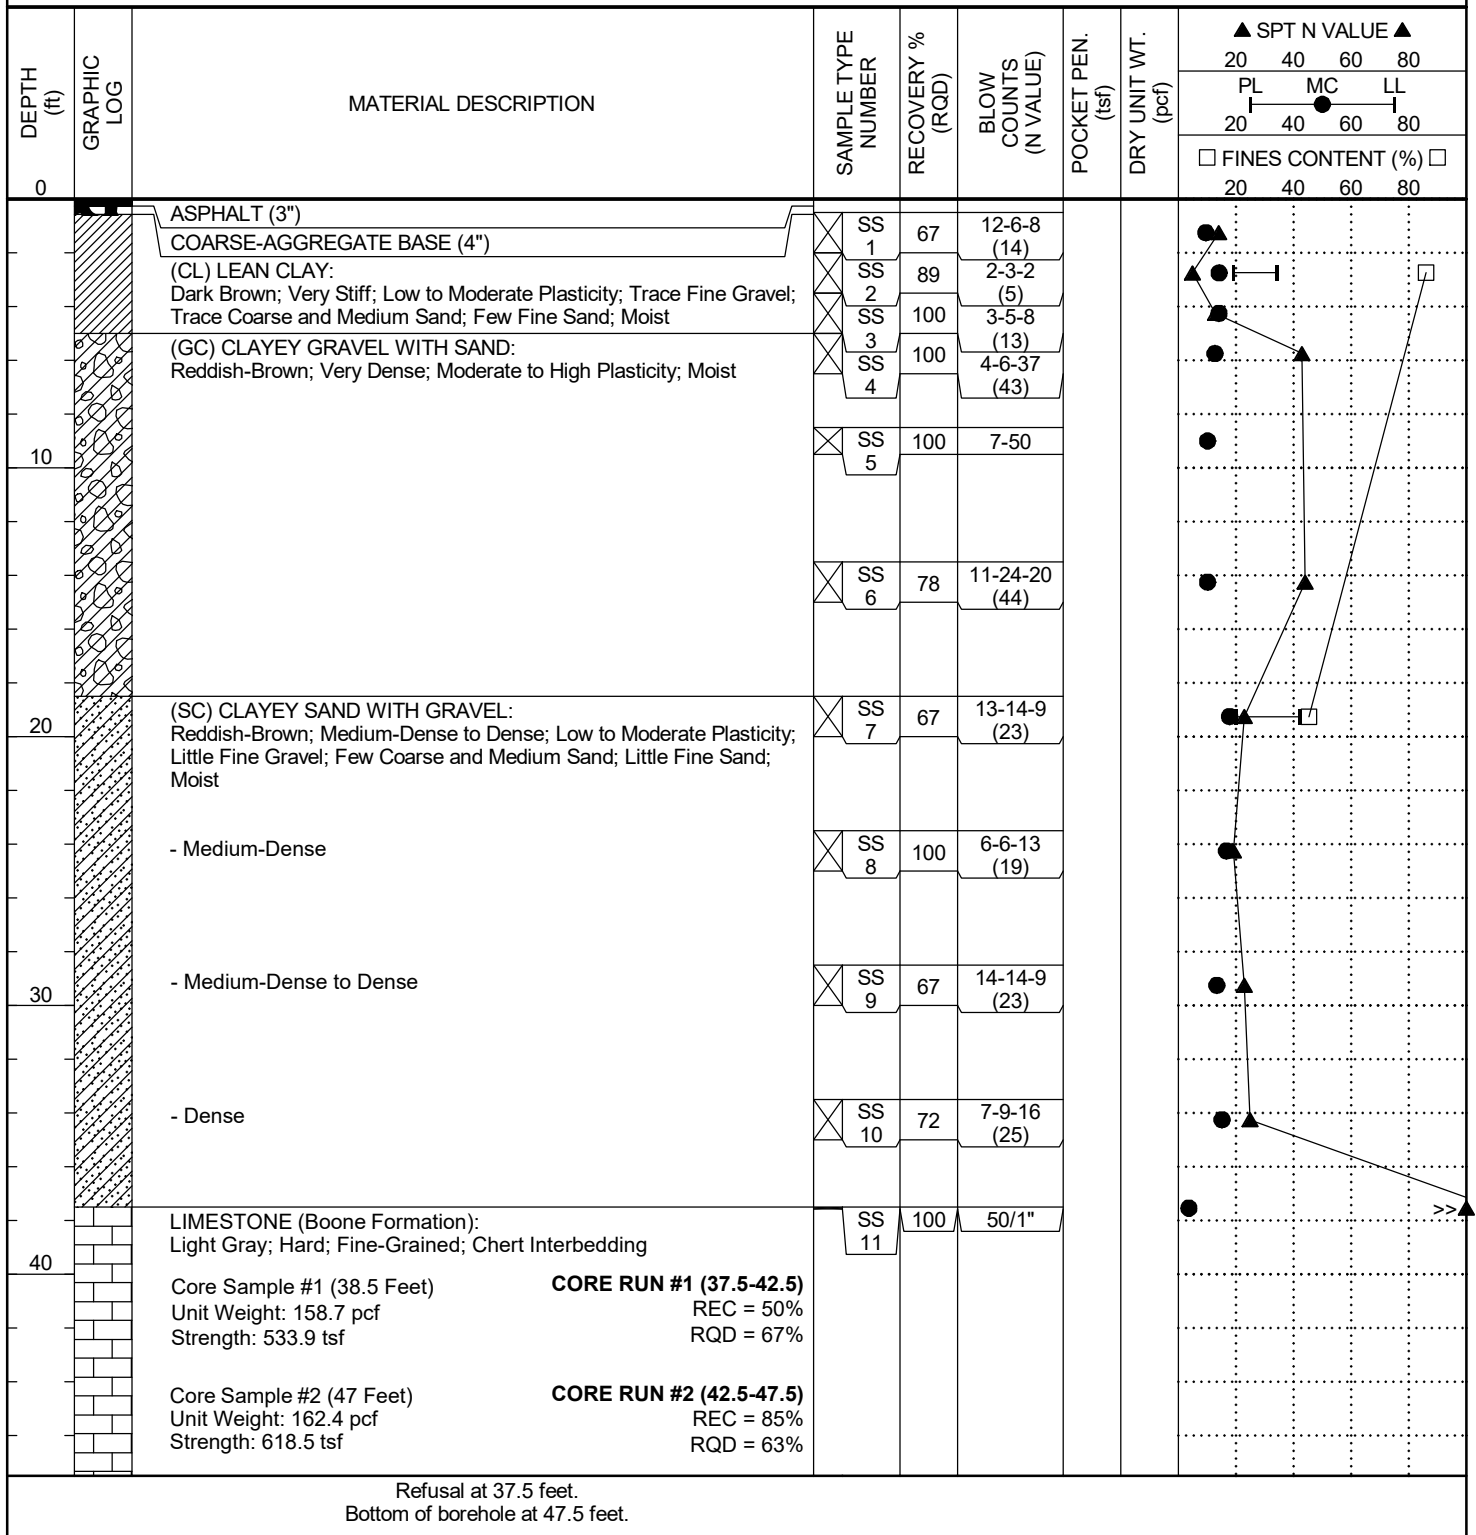 DEPTH
(ft)
GRAPHIC
LOG
MATERIAL DESCRIPTION
SAMPLE TYPE
NUMBER
RECOVERY %
(RQD)
BLOW
COUNTS
(N VALUE)
POCKET PEN.
(tsf)
DRY UNIT WT.
(pcf)
▲ SPT N VALUE ▲
20 40 60 80
PL MC LL
20 40 60 80
□ FINES CONTENT (%) □
20 40 60 80
0
ASPHALT (3")
COARSE-AGGREGATE BASE (4")
(CL) LEAN CLAY:
Dark Brown; Very Stiff; Low to Moderate Plasticity; Trace Fine Gravel;
Trace Coarse and Medium Sand; Few Fine Sand; Moist
(GC) CLAYEY GRAVEL WITH SAND:
Reddish-Brown; Very Dense; Moderate to High Plasticity; Moist
SS
1
67
12-6-8
(14)
SS
2
89
2-3-2
(5)
SS
3
100
3-5-8
(13)
SS
4
100
4-6-37
(43)
10
SS
5
100
7-50
SS
6
78
11-24-20
(44)
(SC) CLAYEY SAND WITH GRAVEL:
Reddish-Brown; Medium-Dense to Dense; Low to Moderate Plasticity;
Little Fine Gravel; Few Coarse and Medium Sand; Little Fine Sand;
Moist
20
SS
7
67
13-14-9
(23)
- Medium-Dense
SS
8
100
6-6-13
(19)
- Medium-Dense to Dense
30
SS
9
67
14-14-9
(23)
- Dense
SS
10
72
7-9-16
(25)
LIMESTONE (Boone Formation):
Light Gray; Hard; Fine-Grained; Chert Interbedding
SS
11
100
50/1"
>>
40
Core Sample #1 (38.5 Feet)
Unit Weight: 158.7 pcf
Strength: 533.9 tsf
CORE RUN #1 (37.5-42.5)
REC = 50%
RQD = 67%
Core Sample #2 (47 Feet)
Unit Weight: 162.4 pcf
Strength: 618.5 tsf
CORE RUN #2 (42.5-47.5)
REC = 85%
RQD = 63%
Refusal at 37.5 feet.
Bottom of borehole at 47.5 feet.